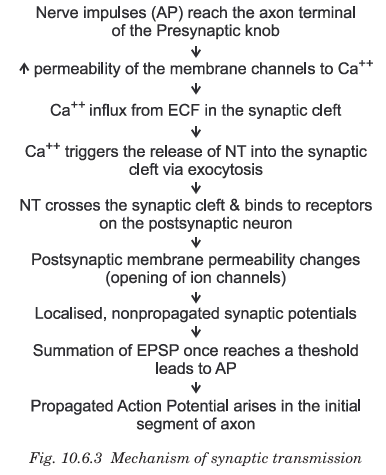 Nerve impulses (AP) reach the axon terminal
of the Presynaptic knob
↓
↑ permeability of the membrane channels to Ca⁺⁺
↓
Ca⁺⁺ influx from ECF in the synaptic cleft
↓
Ca⁺⁺ triggers the release of NT into the synaptic
cleft via exocytosis
↓
NT crosses the synaptic cleft & binds to receptors
on the postsynaptic neuron
↓
Postsynaptic membrane permeability changes
(opening of ion channels)
↓
Localised, nonpropagated synaptic potentials
↓
Summation of EPSP once reaches a theshold
leads to AP
↓
Propagated Action Potential arises in the initial
segment of axon
Fig. 10.6.3 Mechanism of synaptic transmission